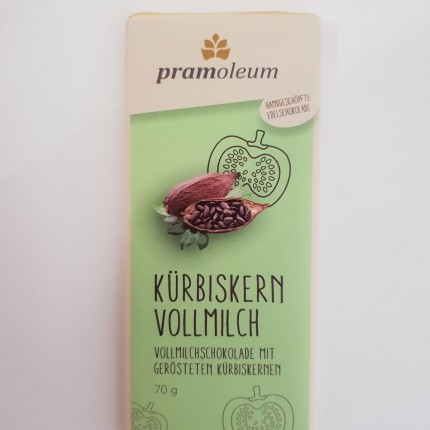 pramoleum
HANDGESCHÖPFTE
EDELSCHOKOLADE
KÜRBISKERN
VOLLMILCH
VOLLMILCHSCHOKOLADE MIT
GERÖSTETEN KÜRBISKERNEN
70 g